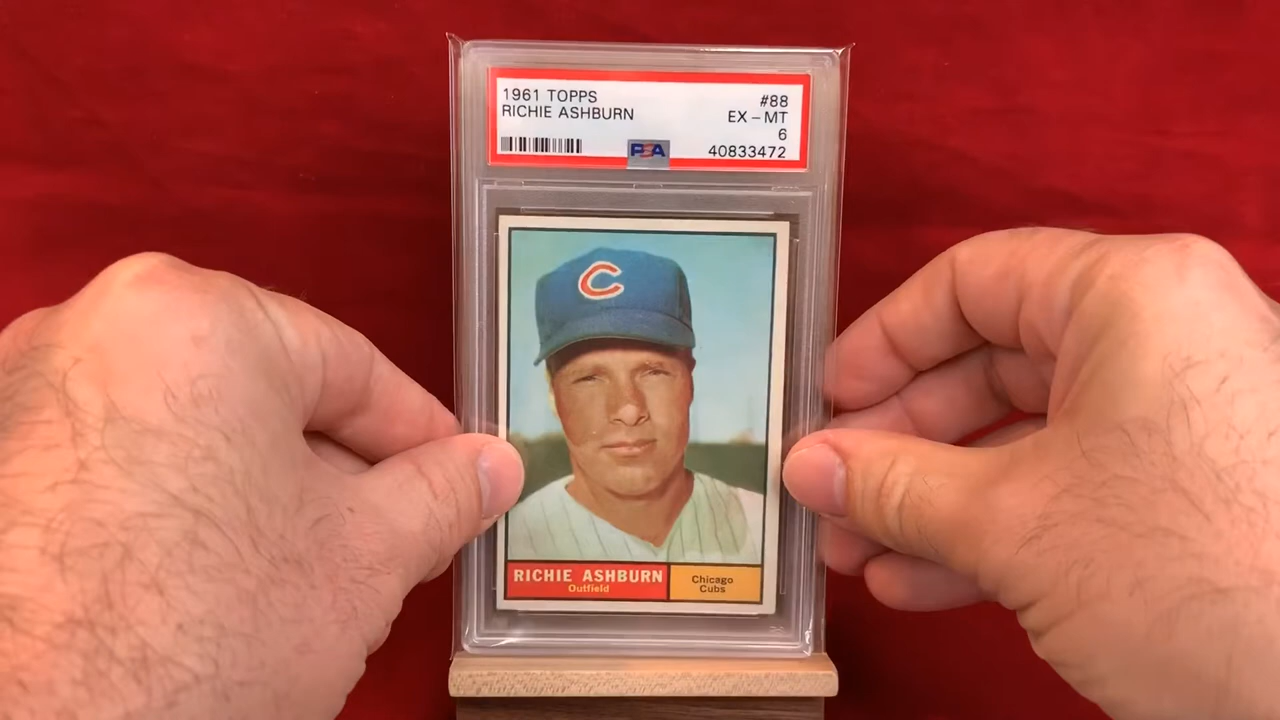 1961 TOPPS #88
RICHIE ASHBURN EX - MT
6
PSA 40833472
C
RICHIE ASHBURN Chicago
Outfield Cubs